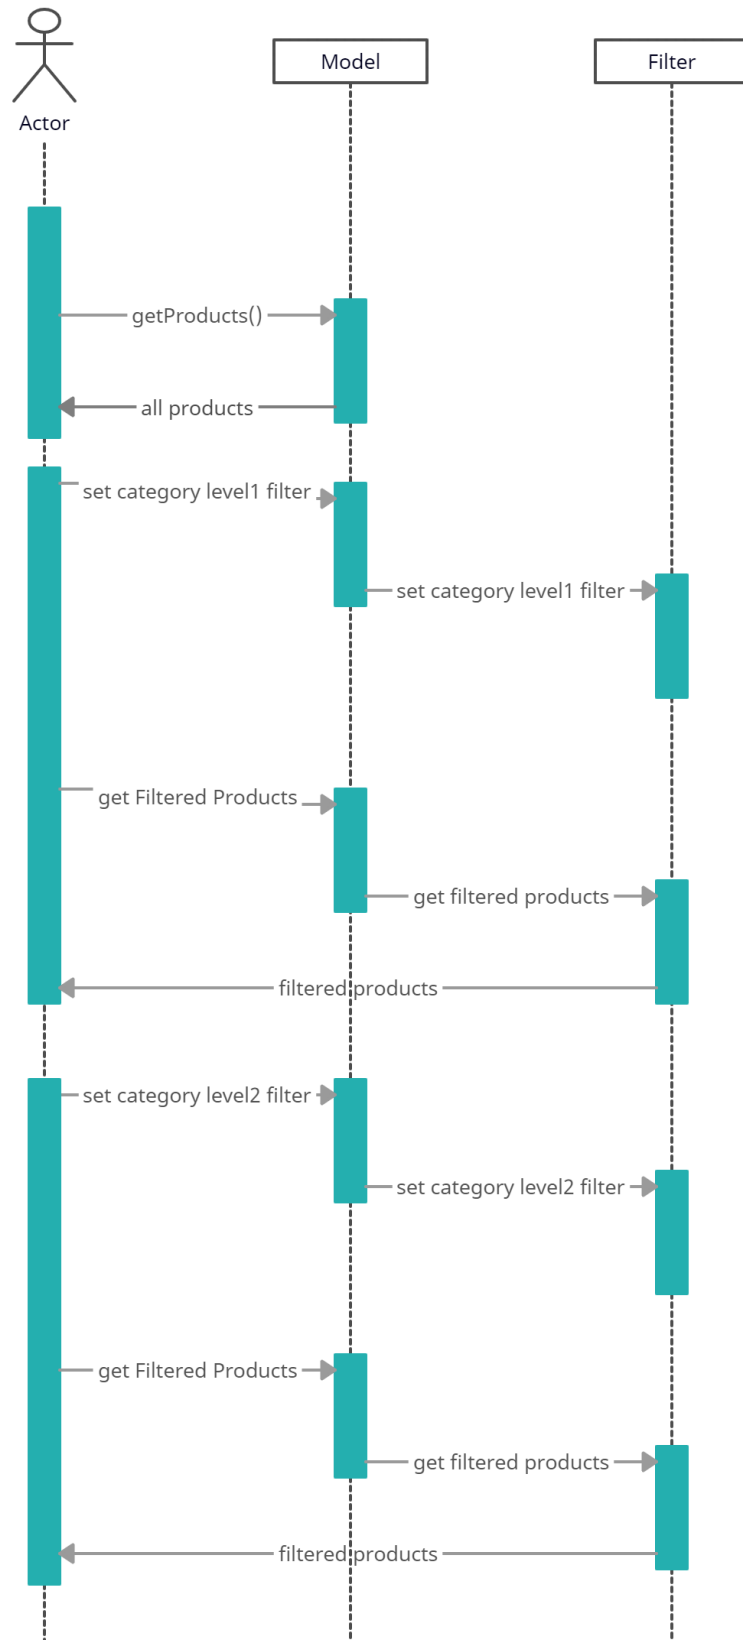 Actor
Model
Filter
getProducts()
all products
set category level1 filter
set category level1 filter
get Filtered Products
get filtered products
filtered products
set category level2 filter
set category level2 filter
get Filtered Products
get filtered products
filtered products